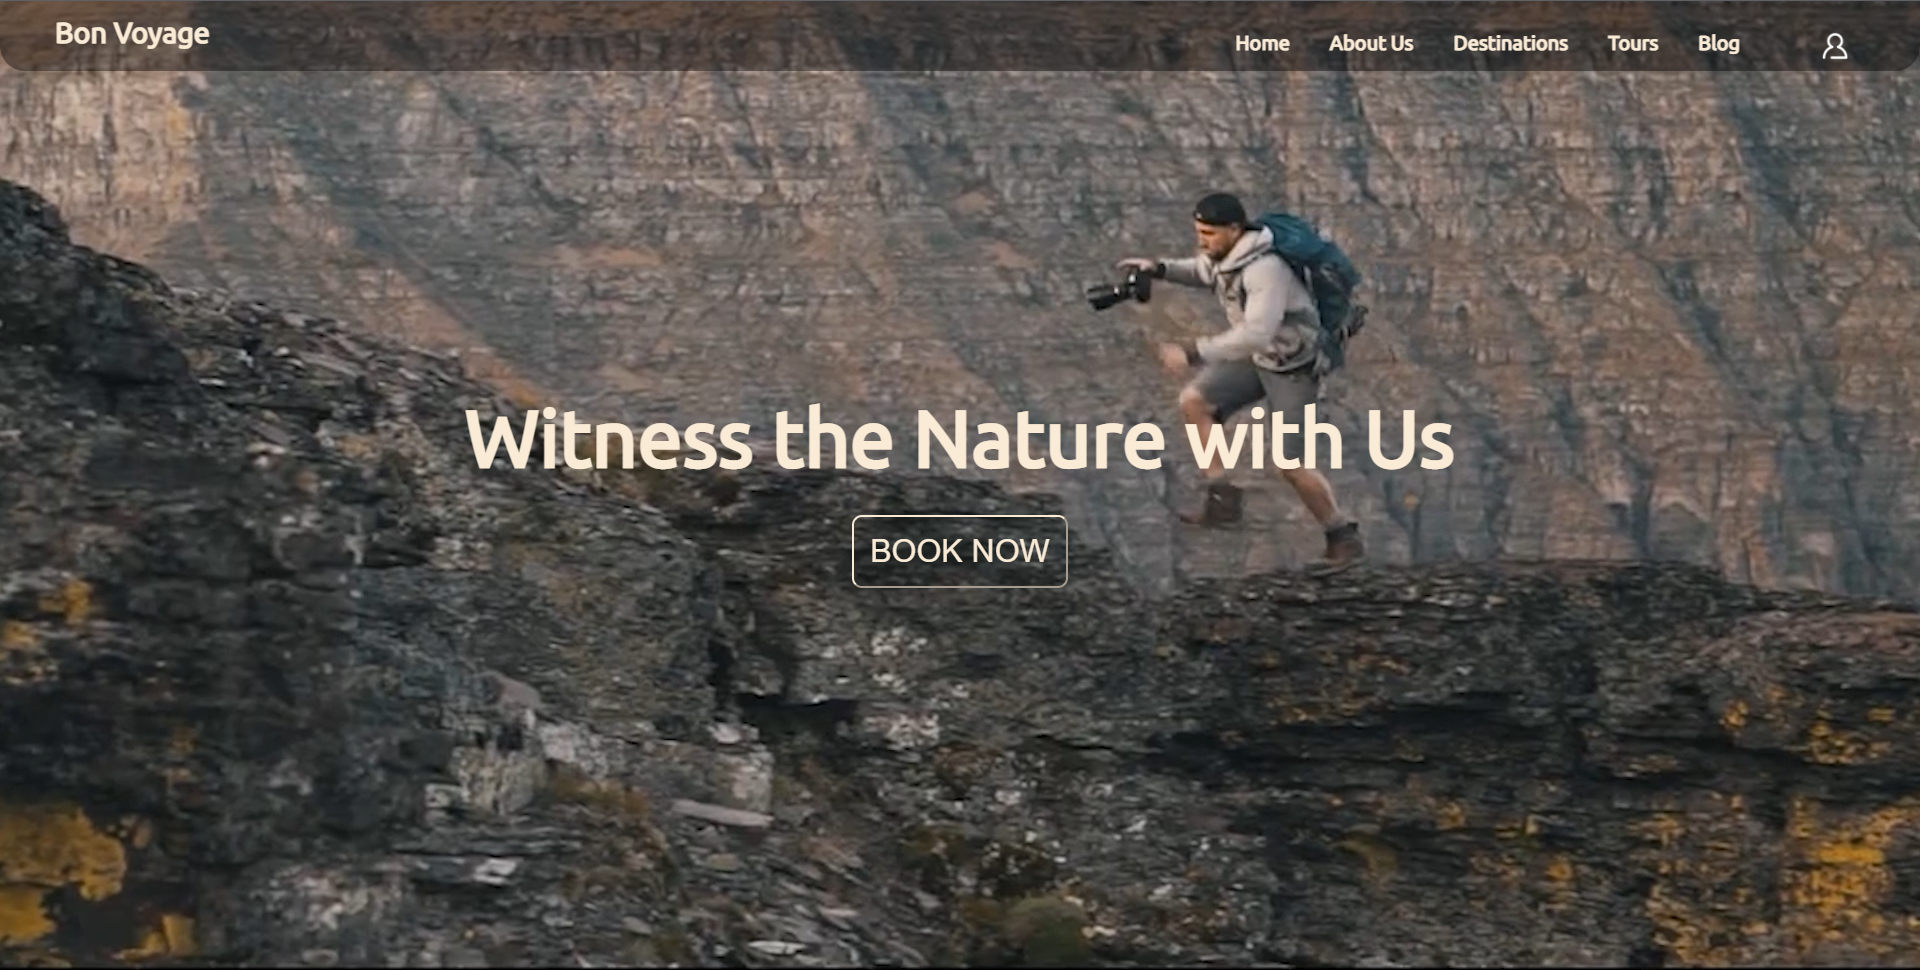 Bon Voyage
Home About Us Destinations Tours Blog
Witness the Nature with Us
BOOK NOW